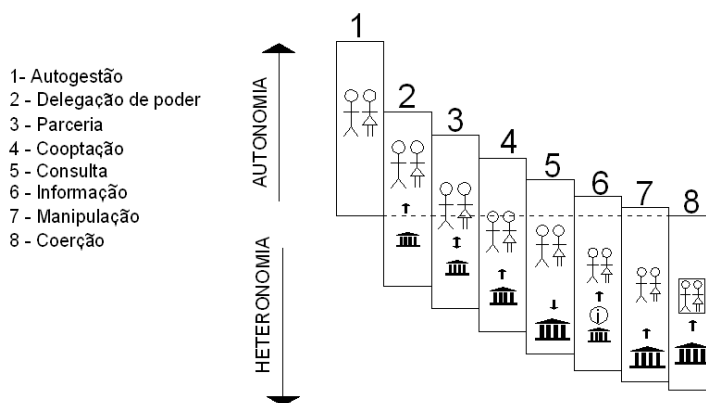 1- Autogestão
2 - Delegação de poder
3 - Parceria
4 - Cooptação
5 - Consulta
6 - Informação
7 - Manipulação
8 - Coerção
AUTONOMIA
HETERONOMIA
1
2
3
4
5
6
7
8
i